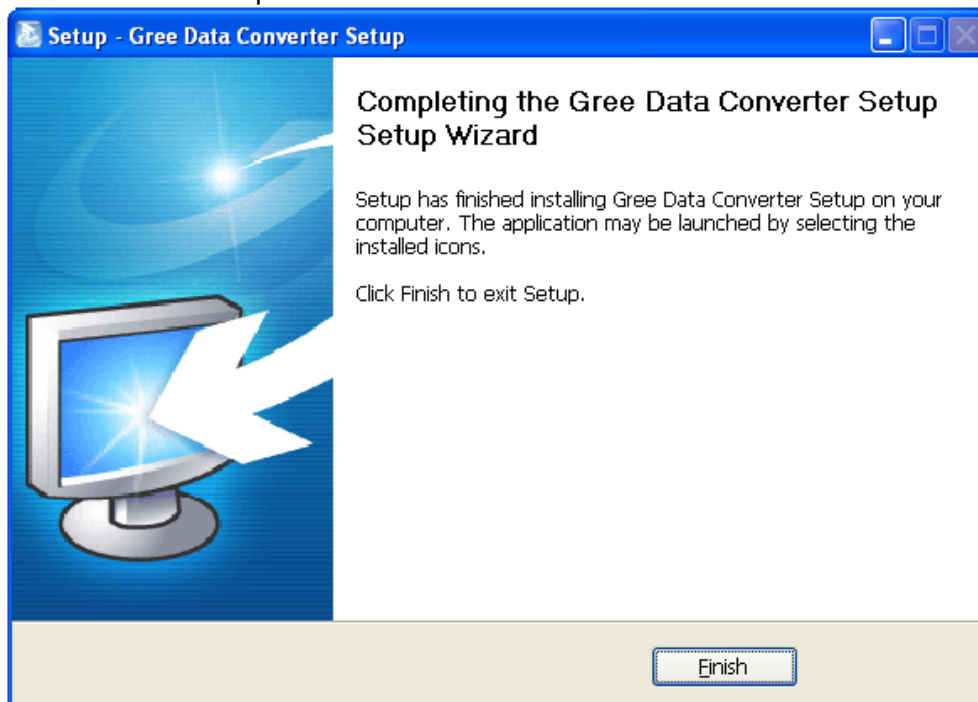 Setup - Gree Data Converter Setup
Completing the Gree Data Converter Setup
Setup Wizard
Setup has finished installing Gree Data Converter Setup on your
computer. The application may be launched by selecting the
installed icons.
Click Finish to exit Setup.
Finish